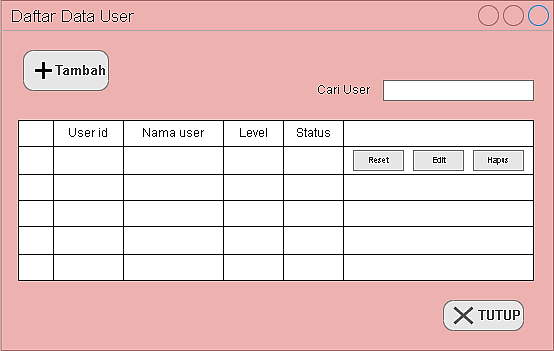 Daftar Data User
Tambah
Cari User
User id Nama user Level Status
Reset Edit Hapus
TUTUP